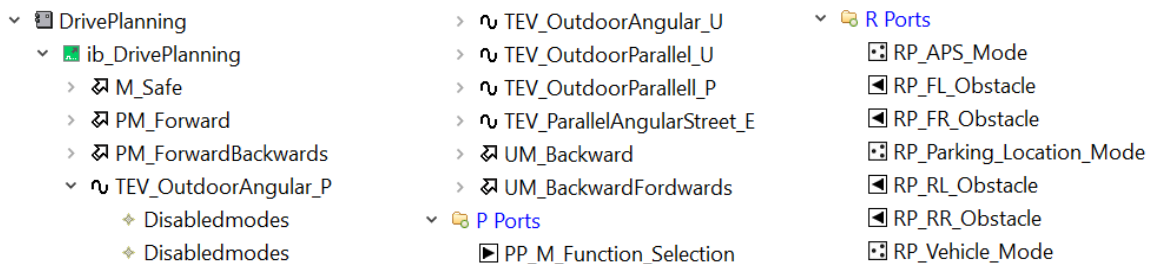 DrivePlanning
ib_DrivePlanning
M_Safe
PM_Forward
PM_ForwardBackwards
TEV_OutdoorAngular_P
Disabledmodes
Disabledmodes
TEV_OutdoorAngular_U
TEV_OutdoorParallel_U
TEV_OutdoorParallell_P
TEV_ParallelAngularStreet_E
UM_Backward
UM_BackwardFordwards
P Ports
PP_M_Function_Selection
R Ports
RP_APS_Mode
RP_FL_Obstacle
RP_FR_Obstacle
RP_Parking_Location_Mode
RP_RL_Obstacle
RP_RR_Obstacle
RP_Vehicle_Mode